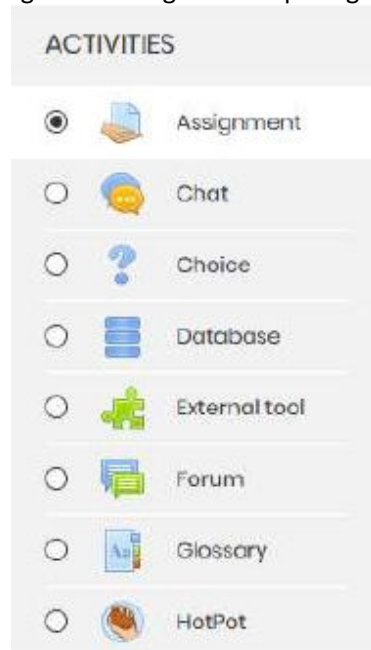 ACTIVITIES
Assignment
Chat
Choice
Database
External tool
Forum
Glossary
HotPot